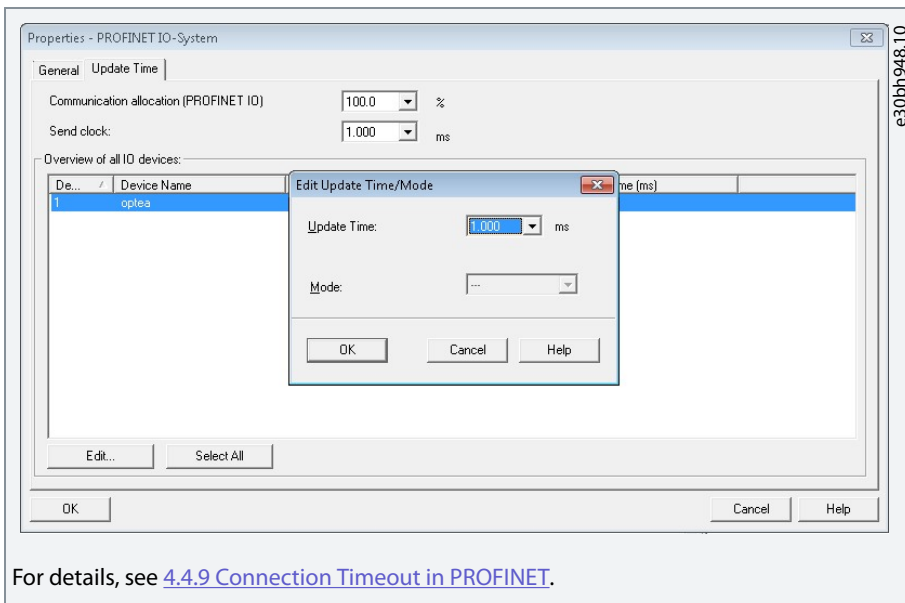 Properties - PROFINET IO-System
General Update Time
Communication allocation (PROFINET IO) 100.0 %
Send clock: 1.000 ms
Overview of all IO devices:
De... / Device Name me (ms)
1 optea
Edit Update Time/Mode
Update Time: 1.000 ms
Mode: ---
OK Cancel Help
Edit... Select All
OK Cancel Help
e30bh948.10
For details, see 4.4.9 Connection Timeout in PROFINET.